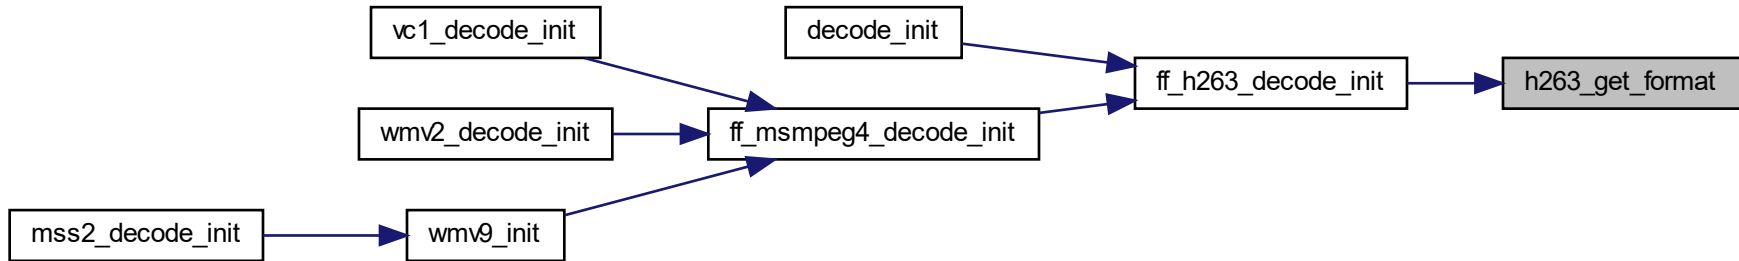 vc1_decode_init
decode_init
ff_h263_decode_init
h263_get_format
wmv2_decode_init
ff_msmpeg4_decode_init
mss2_decode_init
wmv9_init